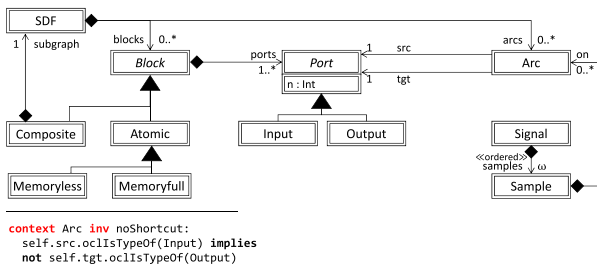 SDF
blocks
0..*
arcs
0..*
1
subgraph
Block
ports
1..*
Port
n : Int
1
src
1
tgt
Arc
on
0..*
Composite
Atomic
Input
Output
Signal
≪ordered≫
samples
ω
Memoryless
Memoryfull
Sample
context Arc inv noShortcut:
self.src.oclIsTypeOf(Input) implies
not self.tgt.oclIsTypeOf(Output)